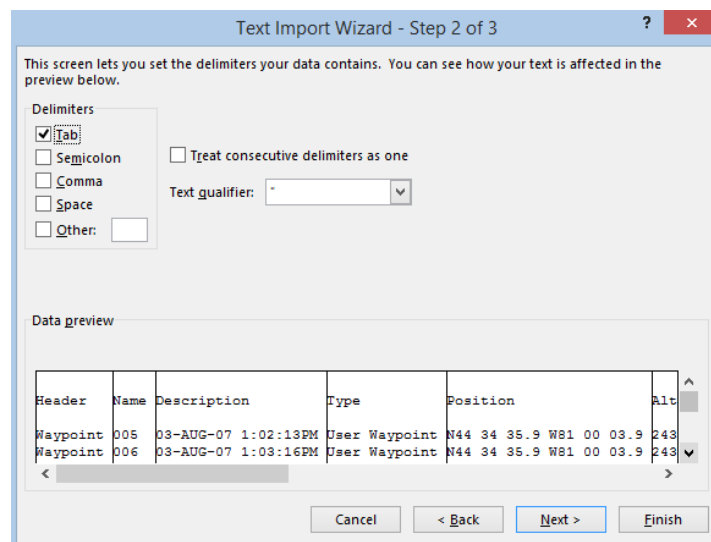 Text Import Wizard - Step 2 of 3
?
×
This screen lets you set the delimiters your data contains. You can see how your text is affected in the
preview below.
Delimiters
Tab
Semicolon
Comma
Space
Other:
Treat consecutive delimiters as one
Text qualifier: "
Data preview
Header Name Description Type Position Alt
Waypoint 005 03-AUG-07 1:02:13PM User Waypoint N44 34 35.9 W81 00 03.9 243
Waypoint 006 03-AUG-07 1:03:16PM User Waypoint N44 34 35.9 W81 00 03.9 243
Cancel < Back Next > Finish